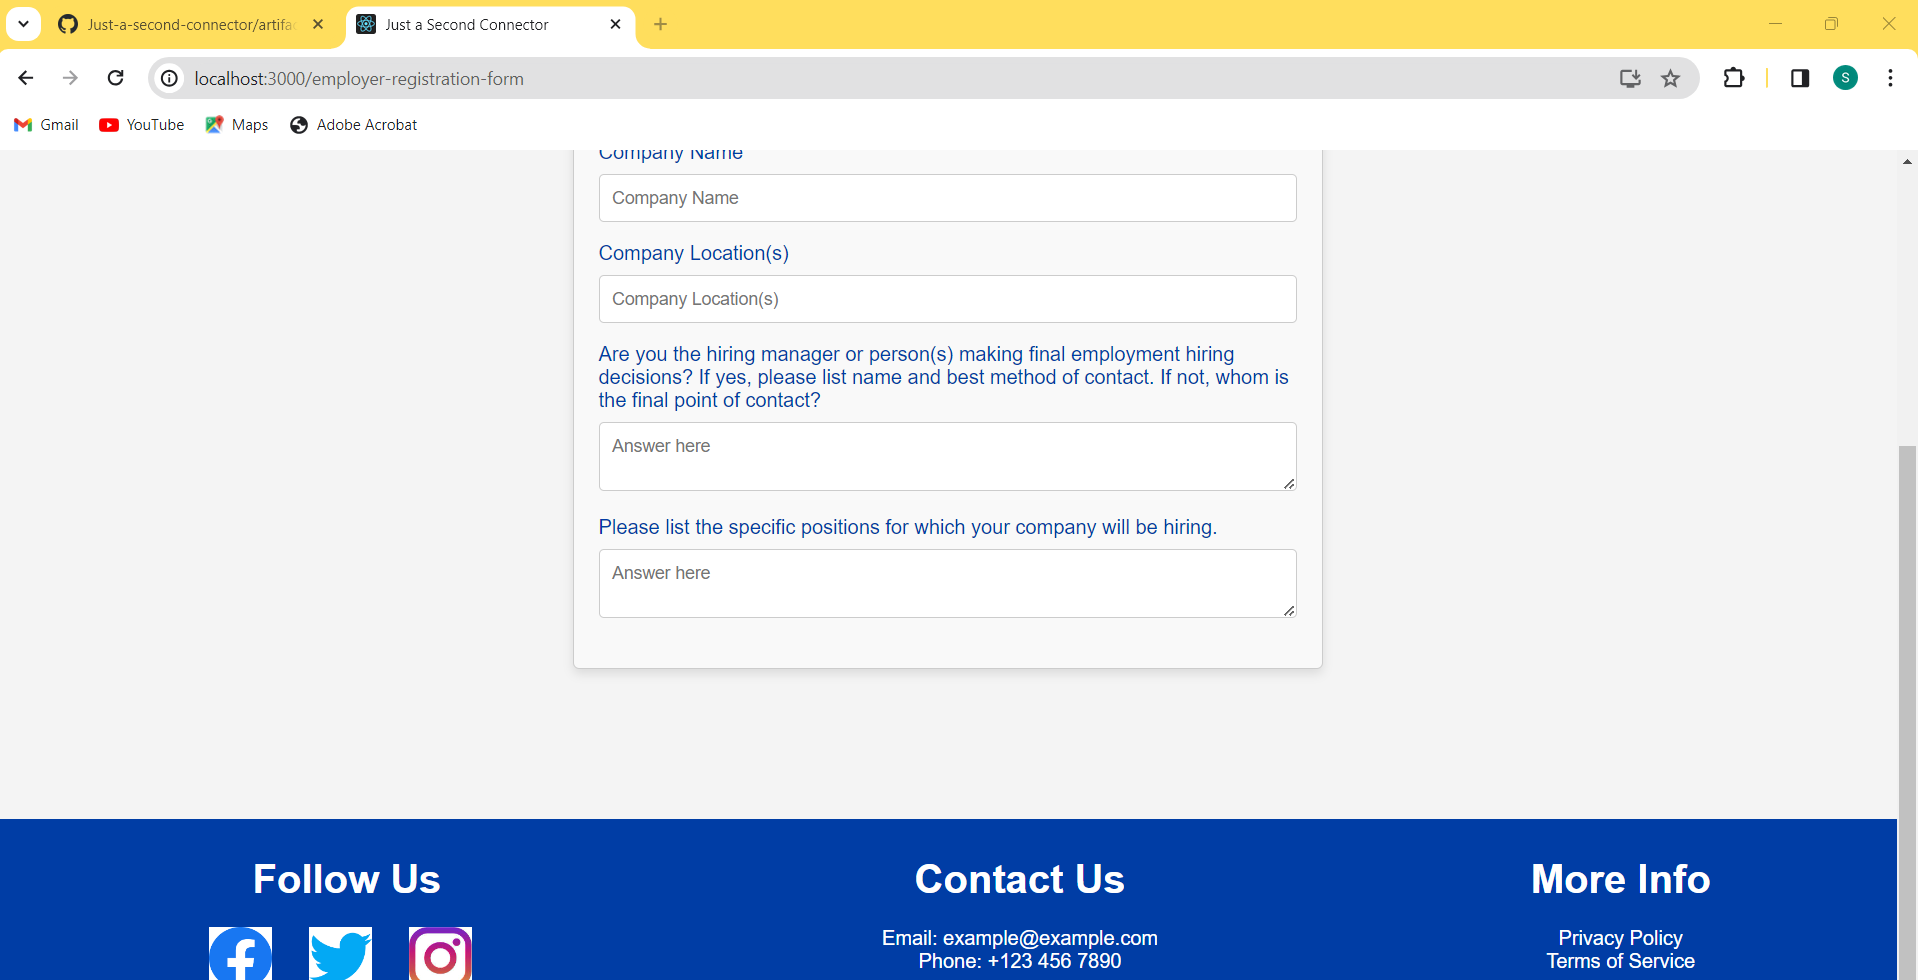 Just-a-second-connector/artifa
Just a Second Connector
localhost:3000/employer-registration-form
S
Gmail
YouTube
Maps
Adobe Acrobat
Company Name
Company Name
Company Location(s)
Company Location(s)
Are you the hiring manager or person(s) making final employment hiring
decisions? If yes, please list name and best method of contact. If not, whom is
the final point of contact?
Answer here
Please list the specific positions for which your company will be hiring.
Answer here
Follow Us
Contact Us
Email: example@example.com
Phone: +123 456 7890
More Info
Privacy Policy
Terms of Service